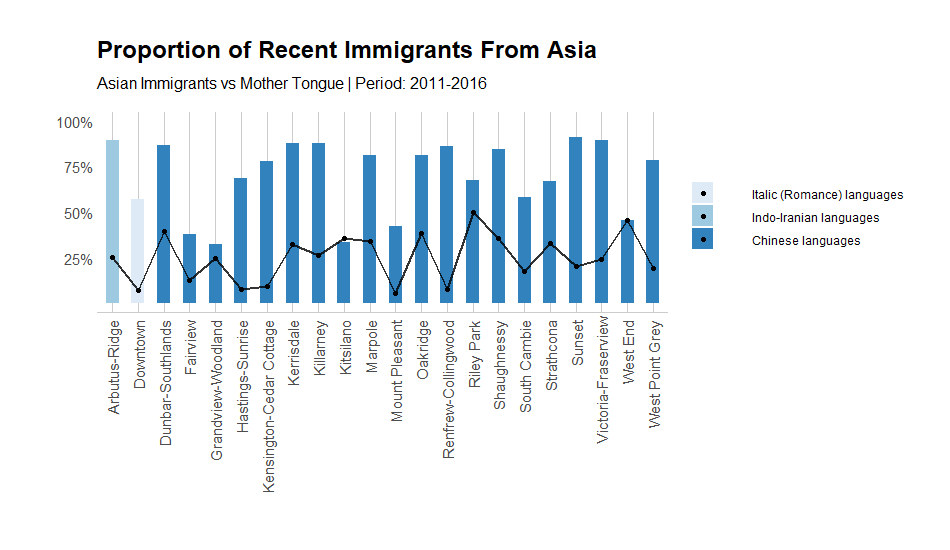 Proportion of Recent Immigrants From Asia
Asian Immigrants vs Mother Tongue | Period: 2011-2016
100%
75%
50%
25%
Italic (Romance) languages
Indo-Iranian languages
Chinese languages
Arbutus-Ridge
Downtown
Dunbar-Southlands
Fairview
Grandview-Woodland
Hastings-Sunrise
Kensington-Cedar Cottage
Kerrisdale
Killarney
Kitsilano
Marpole
Mount Pleasant
Oakridge
Renfrew-Collingwood
Riley Park
Shaughnessy
South Cambie
Strathcona
Sunset
Victoria-Fraserview
West End
West Point Grey